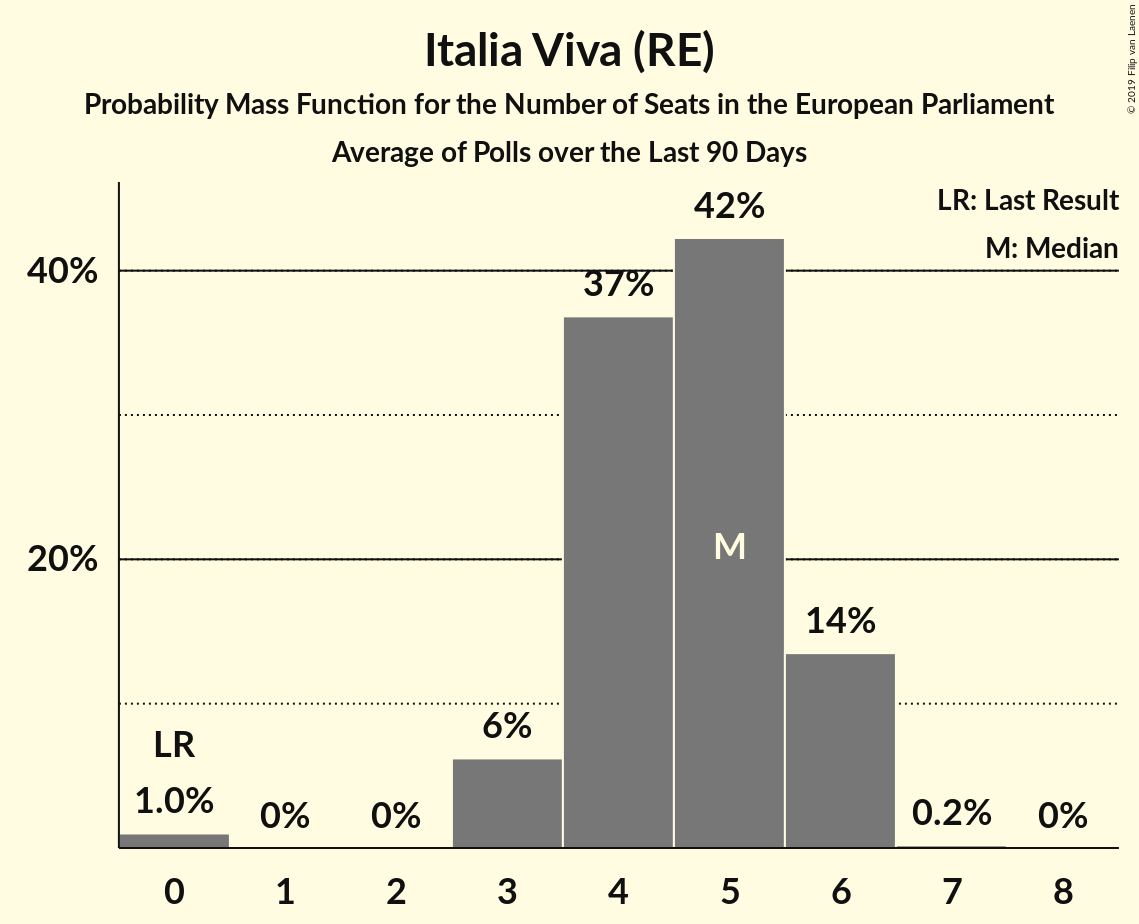 Italia Viva (RE)
Probability Mass Function for the Number of Seats in the European Parliament
Average of Polls over the Last 90 Days
© 2019 Filip van Laenen
LR: Last Result
M: Median
40%
20%
LR
1.0%
0%
0%
6%
37%
42%
M
14%
0.2%
0%
0 1 2 3 4 5 6 7 8